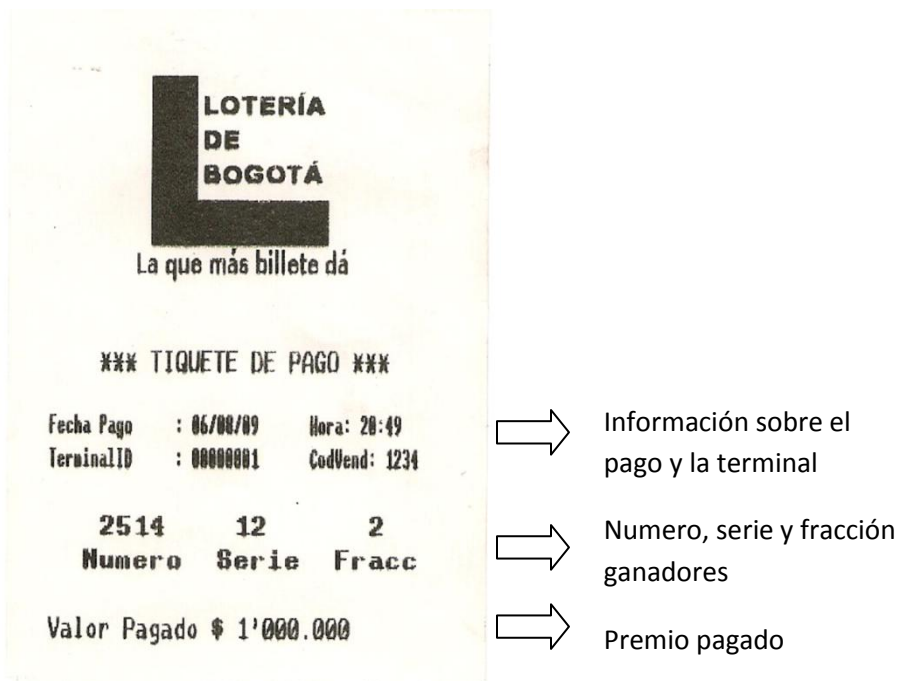 LOTERÍA
DE
BOGOTÁ
La que más billete dá
*** TIQUETE DE PAGO ***
Fecha Pago : 06/08/09 Hora: 20:49
TerminalID : 00000001 CodVend: 1234
2514 12 2
Numero Serie Fracc
Valor Pagado $ 1'000.000
Información sobre el
pago y la terminal
Numero, serie y fracción
ganadores
Premio pagado